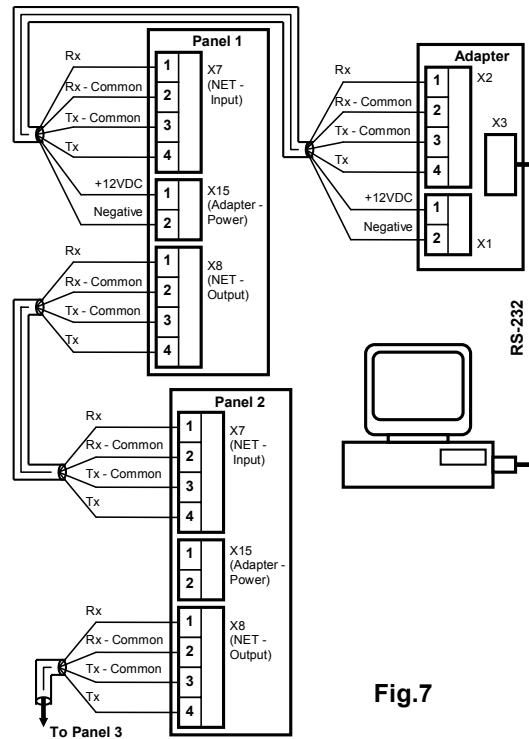 Panel 1
Rx
Rx - Common
Tx - Common
Tx
1
2
3
4
X7
(NET -
Input)
+12VDC
Negative
1
2
X15
(Adapter -
Power)
Rx
Rx - Common
Tx - Common
Tx
1
2
3
4
X8
(NET -
Output)
Adapter
Rx
Rx - Common
Tx - Common
Tx
1
2
3
4
X2
X3
+12VDC
Negative
1
2
X1
RS-232
Panel 2
Rx
Rx - Common
Tx - Common
Tx
1
2
3
4
X7
(NET -
Input)
1
2
X15
(Adapter -
Power)
Rx
Rx - Common
Tx - Common
Tx
1
2
3
4
X8
(NET -
Output)
To Panel 3
Fig.7